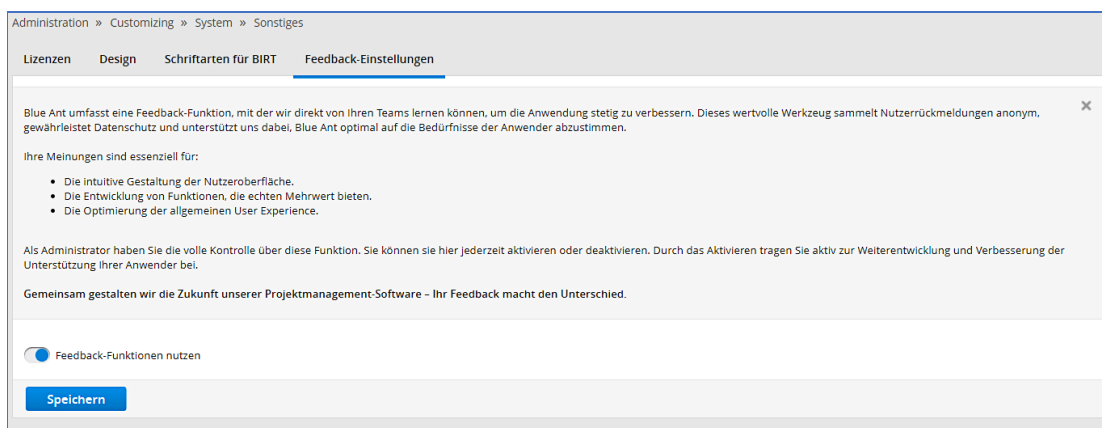 Administration » Customizing » System » Sonstiges
Lizenzen Design Schriftarten für BIRT Feedback-Einstellungen
Blue Ant umfasst eine Feedback-Funktion, mit der wir direkt von Ihren Teams lernen können, um die Anwendung stetig zu verbessern. Dieses wertvolle Werkzeug sammelt Nutzerrückmeldungen anonym,
gewährleistet Datenschutz und unterstützt uns dabei, Blue Ant optimal auf die Bedürfnisse der Anwender abzustimmen.
Ihre Meinungen sind essenziell für:
• Die intuitive Gestaltung der Nutzeroberfläche.
• Die Entwicklung von Funktionen, die echten Mehrwert bieten.
• Die Optimierung der allgemeinen User Experience.
Als Administrator haben Sie die volle Kontrolle über diese Funktion. Sie können sie hier jederzeit aktivieren oder deaktivieren. Durch das Aktivieren tragen Sie aktiv zur Weiterentwicklung und Verbesserung der
Unterstützung Ihrer Anwender bei.
Gemeinsam gestalten wir die Zukunft unserer Projektmanagement-Software – Ihr Feedback macht den Unterschied.
Feedback-Funktionen nutzen
Speichern